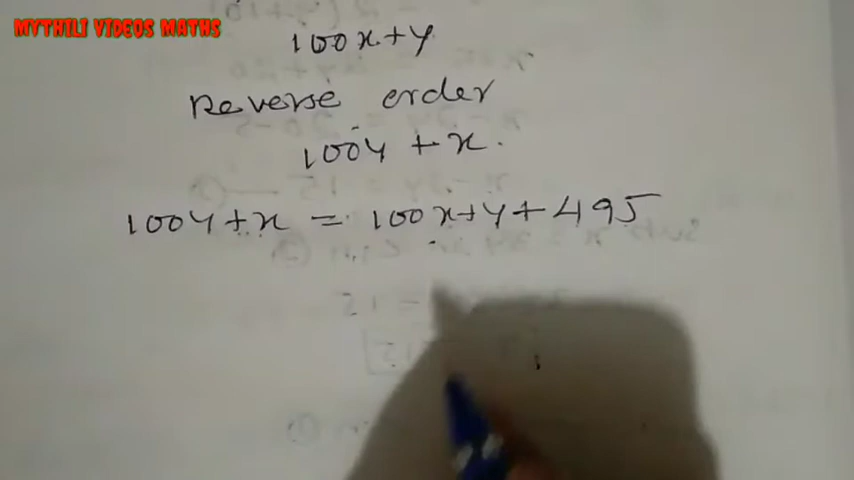 MYTHILI VIDEOS MATHS
100x+y
Reverse order
100y + x.
100y+x = 100x+y+495